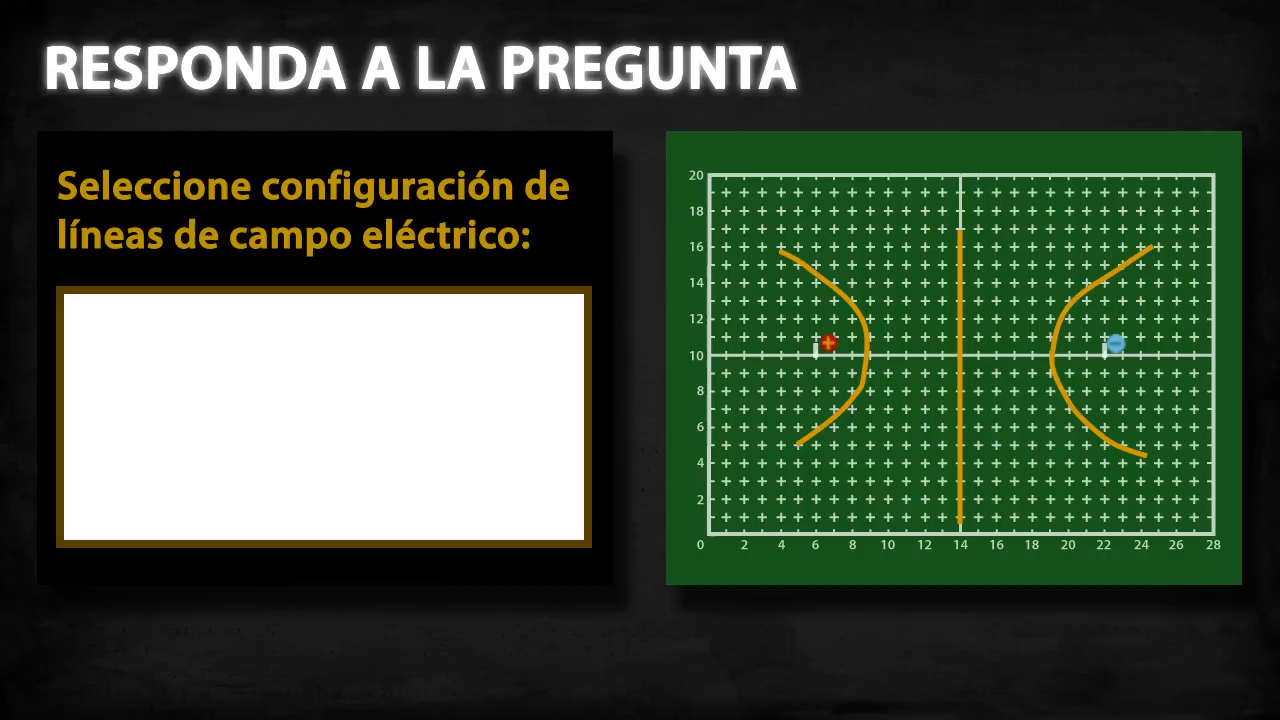 RESPONDA A LA PREGUNTA
Seleccione configuración de
líneas de campo eléctrico:
20
18
16
14
12
10
8
6
4
2
0 2 4 6 8 10 12 14 16 18 20 22 24 26 28